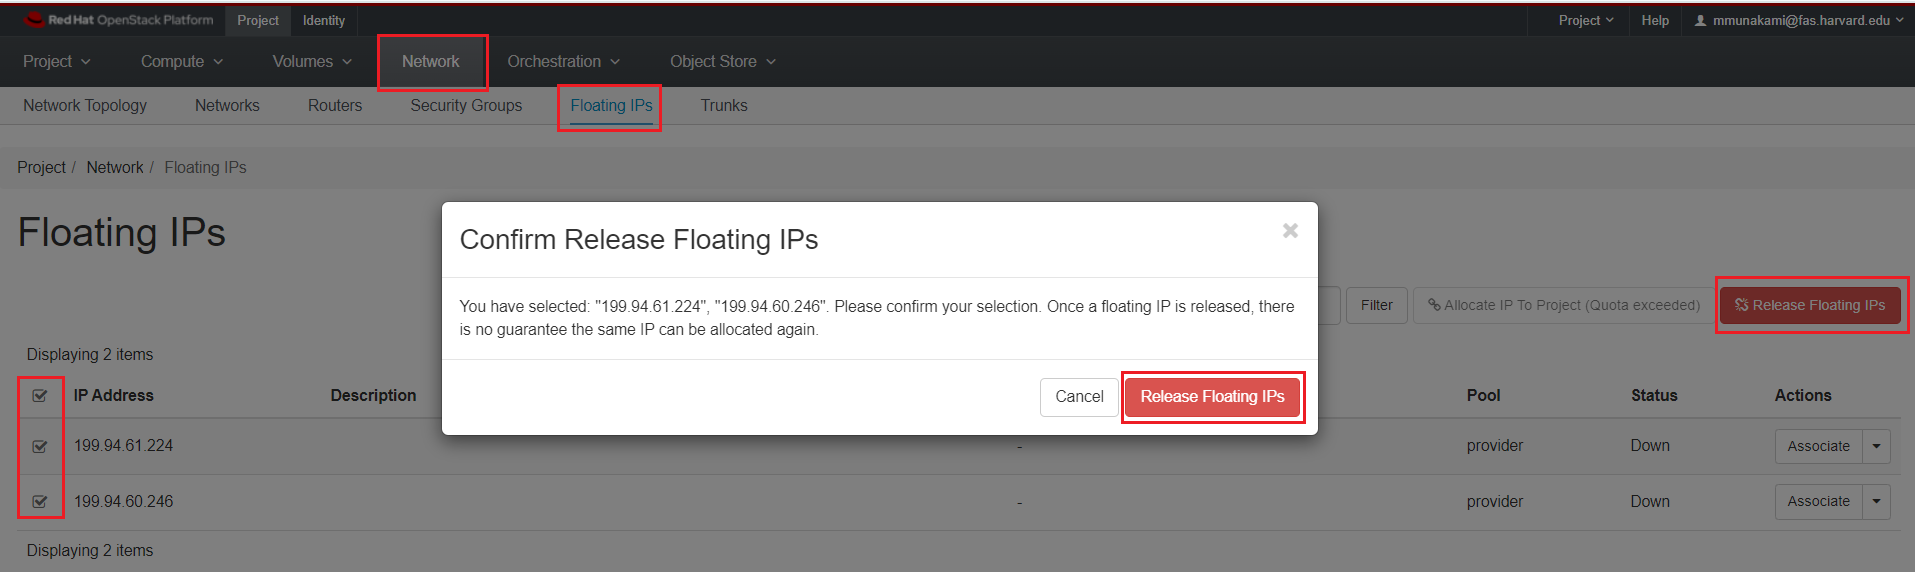 Red Hat OpenStack Platform Project Identity Project Help mmunakami@fas.harvard.edu
Project Compute Volumes Network Orchestration Object Store
Network Topology Networks Routers Security Groups Floating IPs Trunks
Project / Network / Floating IPs
Floating IPs
Confirm Release Floating IPs
You have selected: "199.94.61.224", "199.94.60.246". Please confirm your selection. Once a floating IP is released, there
is no guarantee the same IP can be allocated again.
Cancel Release Floating IPs
Filter Allocate IP To Project (Quota exceeded) Release Floating IPs
Displaying 2 items
IP Address Description Pool Status Actions
199.94.61.224 - provider Down Associate
199.94.60.246 - provider Down Associate
Displaying 2 items